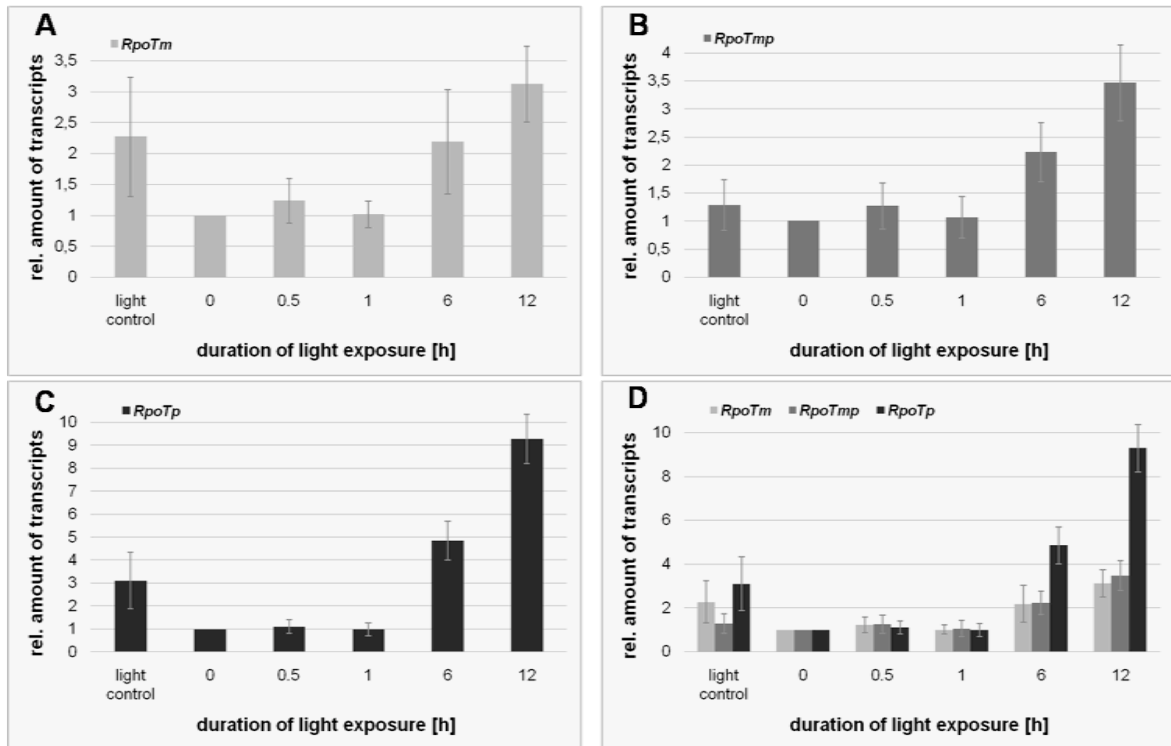 A
RpoTm
rel. amount of transcripts
3,5
3
2,5
2
1,5
1
0,5
0
light control 0 0.5 1 6 12
duration of light exposure [h]
B
RpoTmp
rel. amount of transcripts
4
3,5
3
2,5
2
1,5
1
0,5
0
light control 0 0.5 1 6 12
duration of light exposure [h]
C
RpoTp
rel. amount of transcripts
10
9
8
7
6
5
4
3
2
1
0
light control 0 0.5 1 6 12
duration of light exposure [h]
D
RpoTm RpoTmp RpoTp
rel. amount of transcripts
10
8
6
4
2
0
light control 0 0.5 1 6 12
duration of light exposure [h]